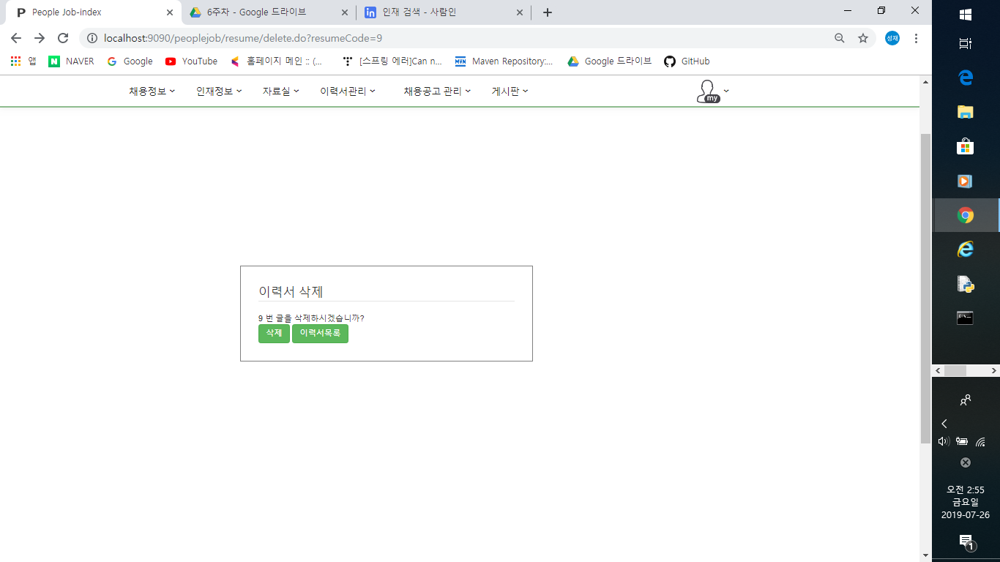 People Job-index
6주차 - Google 드라이브
인재 검색 - 사람인
localhost:9090/peoplejob/resume/delete.do?resumeCode=9
성재
앱
NAVER
Google
YouTube
홈페이지 메인 :: (...
[스프링 에러]Can n...
Maven Repository:...
Google 드라이브
GitHub
채용정보
인재정보
자료실
이력서관리
채용공고 관리
게시판
my
이력서 삭제
9 번 글을 삭제하시겠습니까?
삭제
이력서목록
오전 2:55
금요일
2019-07-26
1